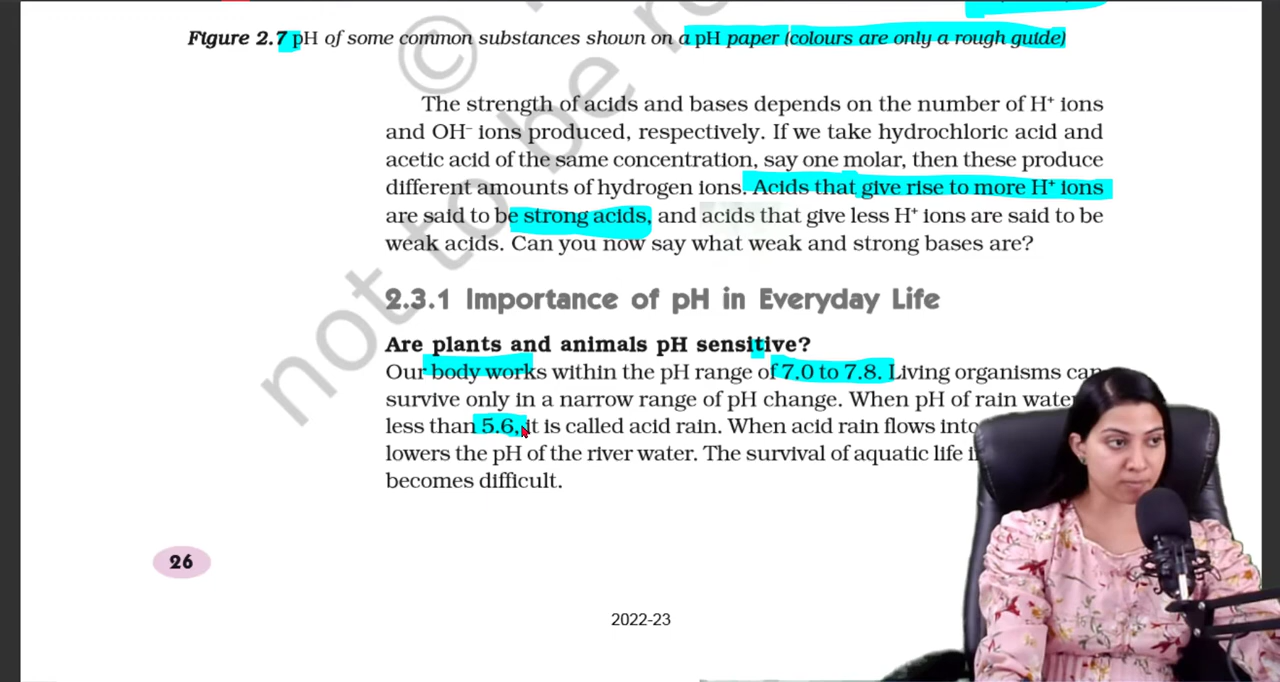 Figure 2.7 pH of some common substances shown on a pH paper (colours are only a rough guide)
The strength of acids and bases depends on the number of H⁺ ions
and OH⁻ ions produced, respectively. If we take hydrochloric acid and
acetic acid of the same concentration, say one molar, then these produce
different amounts of hydrogen ions. Acids that give rise to more H⁺ ions
are said to be strong acids, and acids that give less H⁺ ions are said to be
weak acids. Can you now say what weak and strong bases are?
2.3.1 Importance of pH in Everyday Life
Are plants and animals pH sensitive?
Our body works within the pH range of 7.0 to 7.8. Living organisms can
survive only in a narrow range of pH change. When pH of rain water
less than 5.6, it is called acid rain. When acid rain flows into
lowers the pH of the river water. The survival of aquatic life
becomes difficult.
26
2022-23
©
not to be